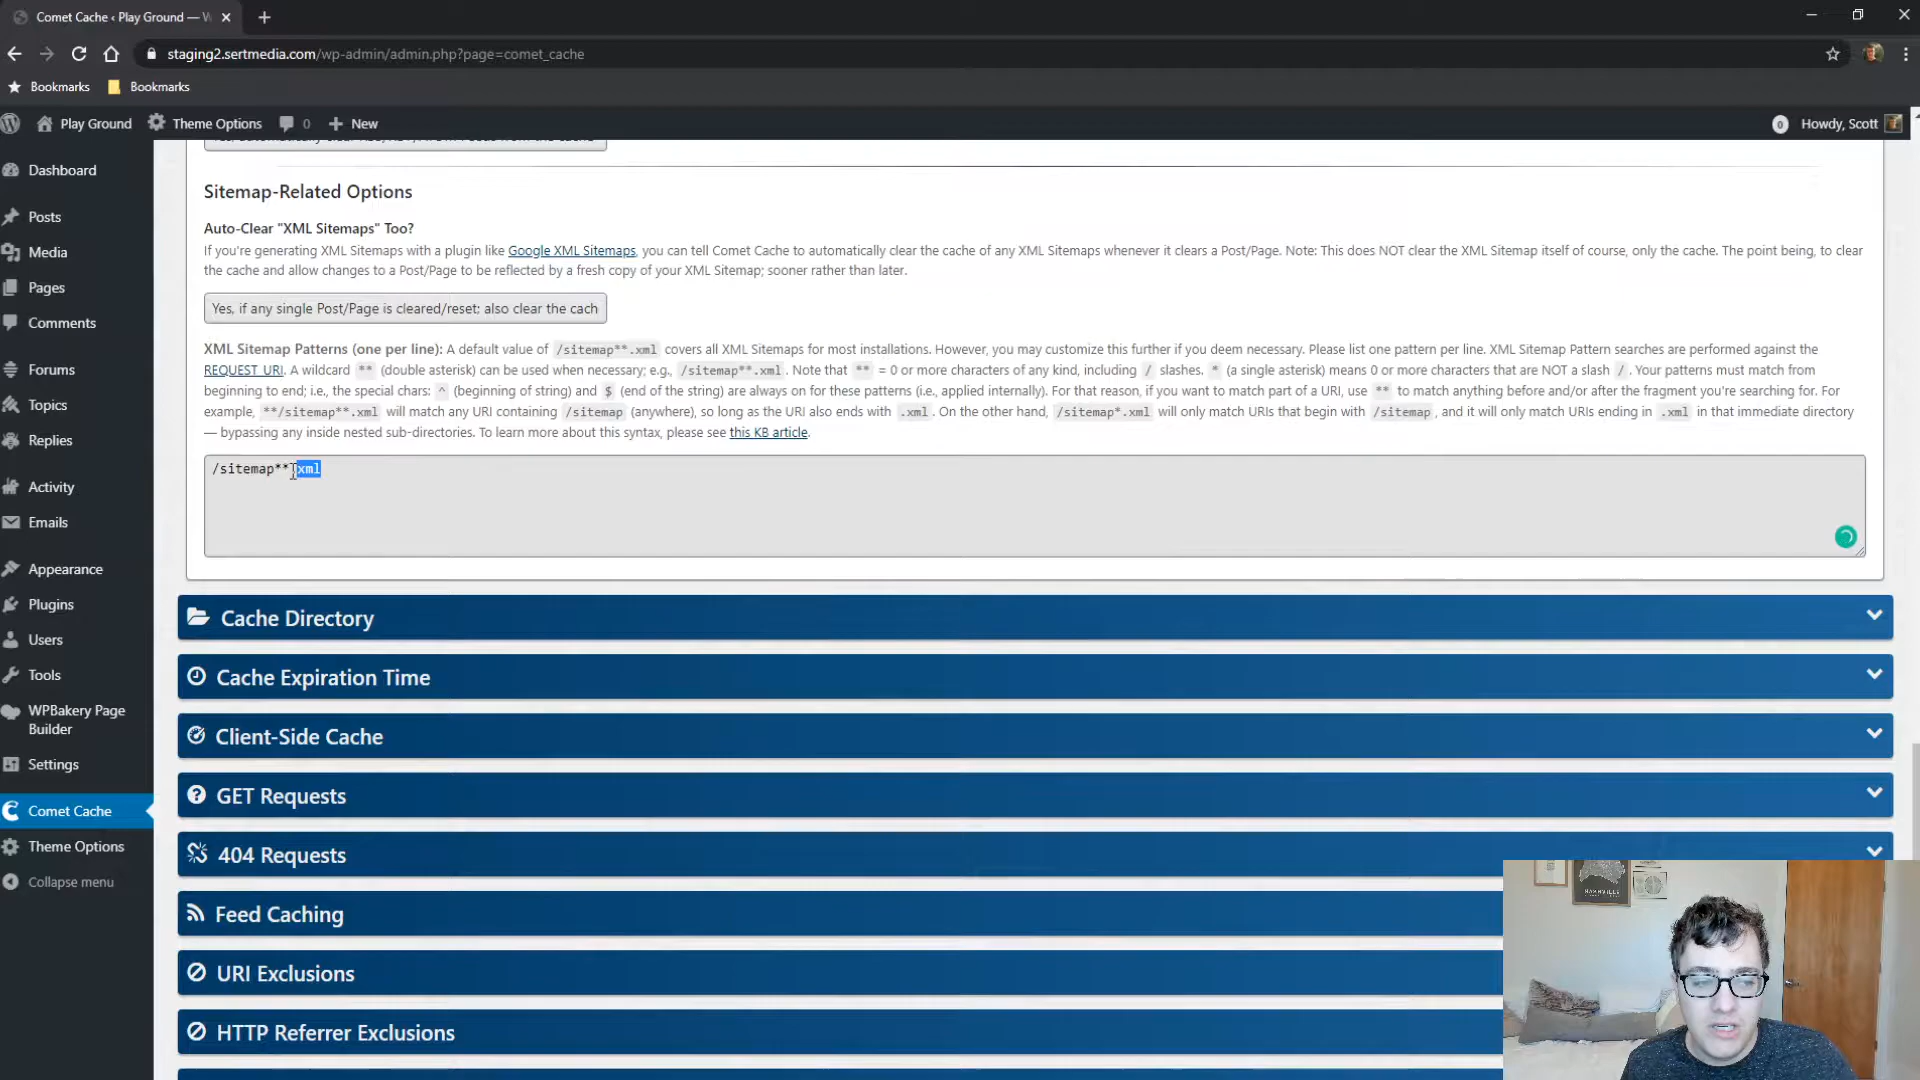 Comet Cache ‹ Play Ground — W
staging2.sertmedia.com/wp-admin/admin.php?page=comet_cache
Bookmarks
Bookmarks
Play Ground
Theme Options
0
New
0
Howdy, Scott
Dashboard
Posts
Media
Pages
Comments
Forums
Topics
Replies
Activity
Emails
Appearance
Plugins
Users
Tools
WPBakery Page
Builder
Settings
Comet Cache
Theme Options
Collapse menu
Sitemap-Related Options
Auto-Clear "XML Sitemaps" Too?
If you're generating XML Sitemaps with a plugin like Google XML Sitemaps, you can tell Comet Cache to automatically clear the cache of any XML Sitemaps whenever it clears a Post/Page. Note: This does NOT clear the XML Sitemap itself of course, only the cache. The point being, to clear
the cache and allow changes to a Post/Page to be reflected by a fresh copy of your XML Sitemap; sooner rather than later.
Yes, if any single Post/Page is cleared/reset; also clear the cach
XML Sitemap Patterns (one per line): A default value of /sitemap**.xml covers all XML Sitemaps for most installations. However, you may customize this further if you deem necessary. Please list one pattern per line. XML Sitemap Pattern searches are performed against the
REQUEST_URI. A wildcard ** (double asterisk) can be used when necessary; e.g., /sitemap**.xml. Note that ** = 0 or more characters of any kind, including / slashes. * (a single asterisk) means 0 or more characters that are NOT a slash /. Your patterns must match from
beginning to end; i.e., the special chars: ^ (beginning of string) and $ (end of the string) are always on for these patterns (i.e., applied internally). For that reason, if you want to match part of a URI, use ** to match anything before and/or after the fragment you're searching for. For
example, **/sitemap**.xml will match any URI containing /sitemap (anywhere), so long as the URI also ends with .xml. On the other hand, /sitemap*.xml will only match URIs that begin with /sitemap, and it will only match URIs ending in .xml in that immediate directory
— bypassing any inside nested sub-directories. To learn more about this syntax, please see this KB article.
/sitemap**.xml
Cache Directory
Cache Expiration Time
Client-Side Cache
GET Requests
404 Requests
Feed Caching
URI Exclusions
HTTP Referrer Exclusions
NASHVILLE